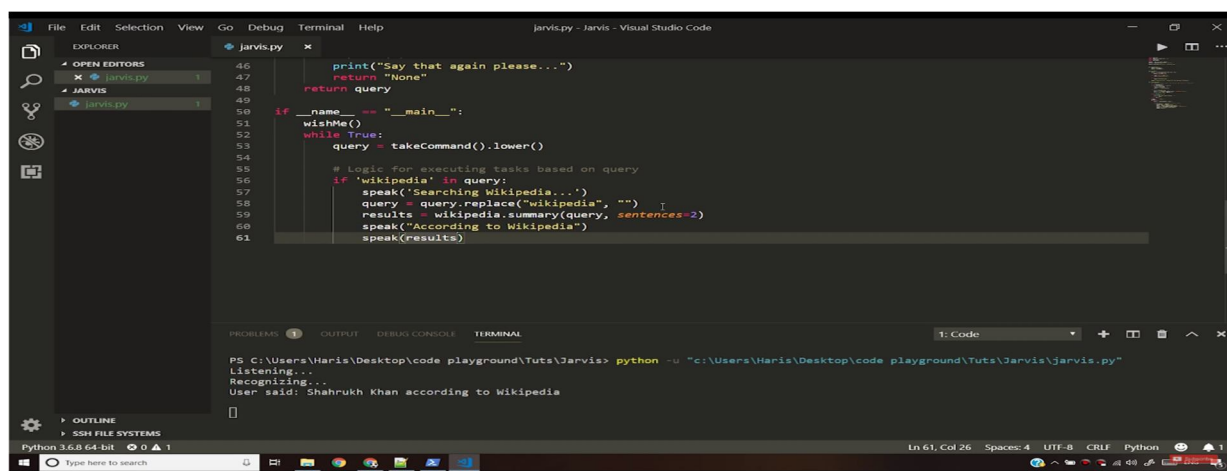 File Edit Selection View Go Debug Terminal Help
jarvis.py - Jarvis - Visual Studio Code
EXPLORER
OPEN EDITORS
jarvis.py 1
JARVIS
jarvis.py 1
OUTLINE
SSH FILE SYSTEMS
jarvis.py
46 print("Say that again please...")
47 return "None"
48 return query
49
50 if __name__ == "__main__":
51 wishMe()
52 while True:
53 query = takeCommand().lower()
54
55 # Logic for executing tasks based on query
56 if 'wikipedia' in query:
57 speak('Searching Wikipedia...')
58 query = query.replace("wikipedia", "")
59 results = wikipedia.summary(query, sentences=2)
60 speak("According to Wikipedia")
61 speak(results)
PROBLEMS 1 OUTPUT DEBUG CONSOLE TERMINAL
1: Code
PS C:\Users\Haris\Desktop\code playground\Tuts\Jarvis> python -u "c:\Users\Haris\Desktop\code playground\Tuts\Jarvis\jarvis.py"
Listening...
Recognizing...
User said: Shahrukh Khan according to Wikipedia
Python 3.6.8 64-bit 0 1
Ln 61, Col 26 Spaces: 4 UTF-8 CRLF Python 1
Type here to search